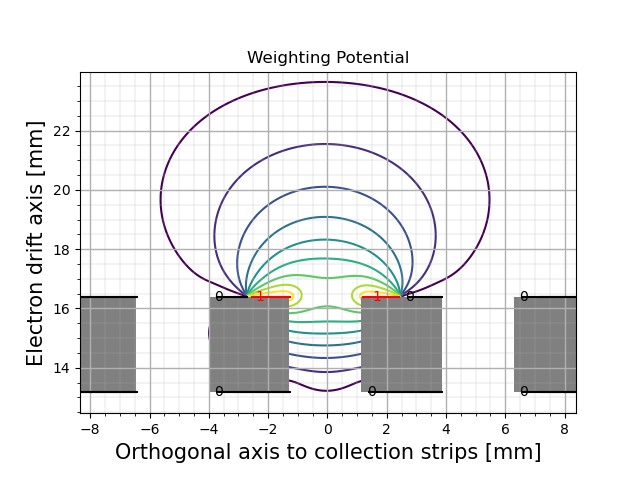 Weighting Potential
Electron drift axis [mm]
22
20
18
16
14
0 1 1 0 0
0 0 0
−8 −6 −4 −2 0 2 4 6 8
Orthogonal axis to collection strips [mm]